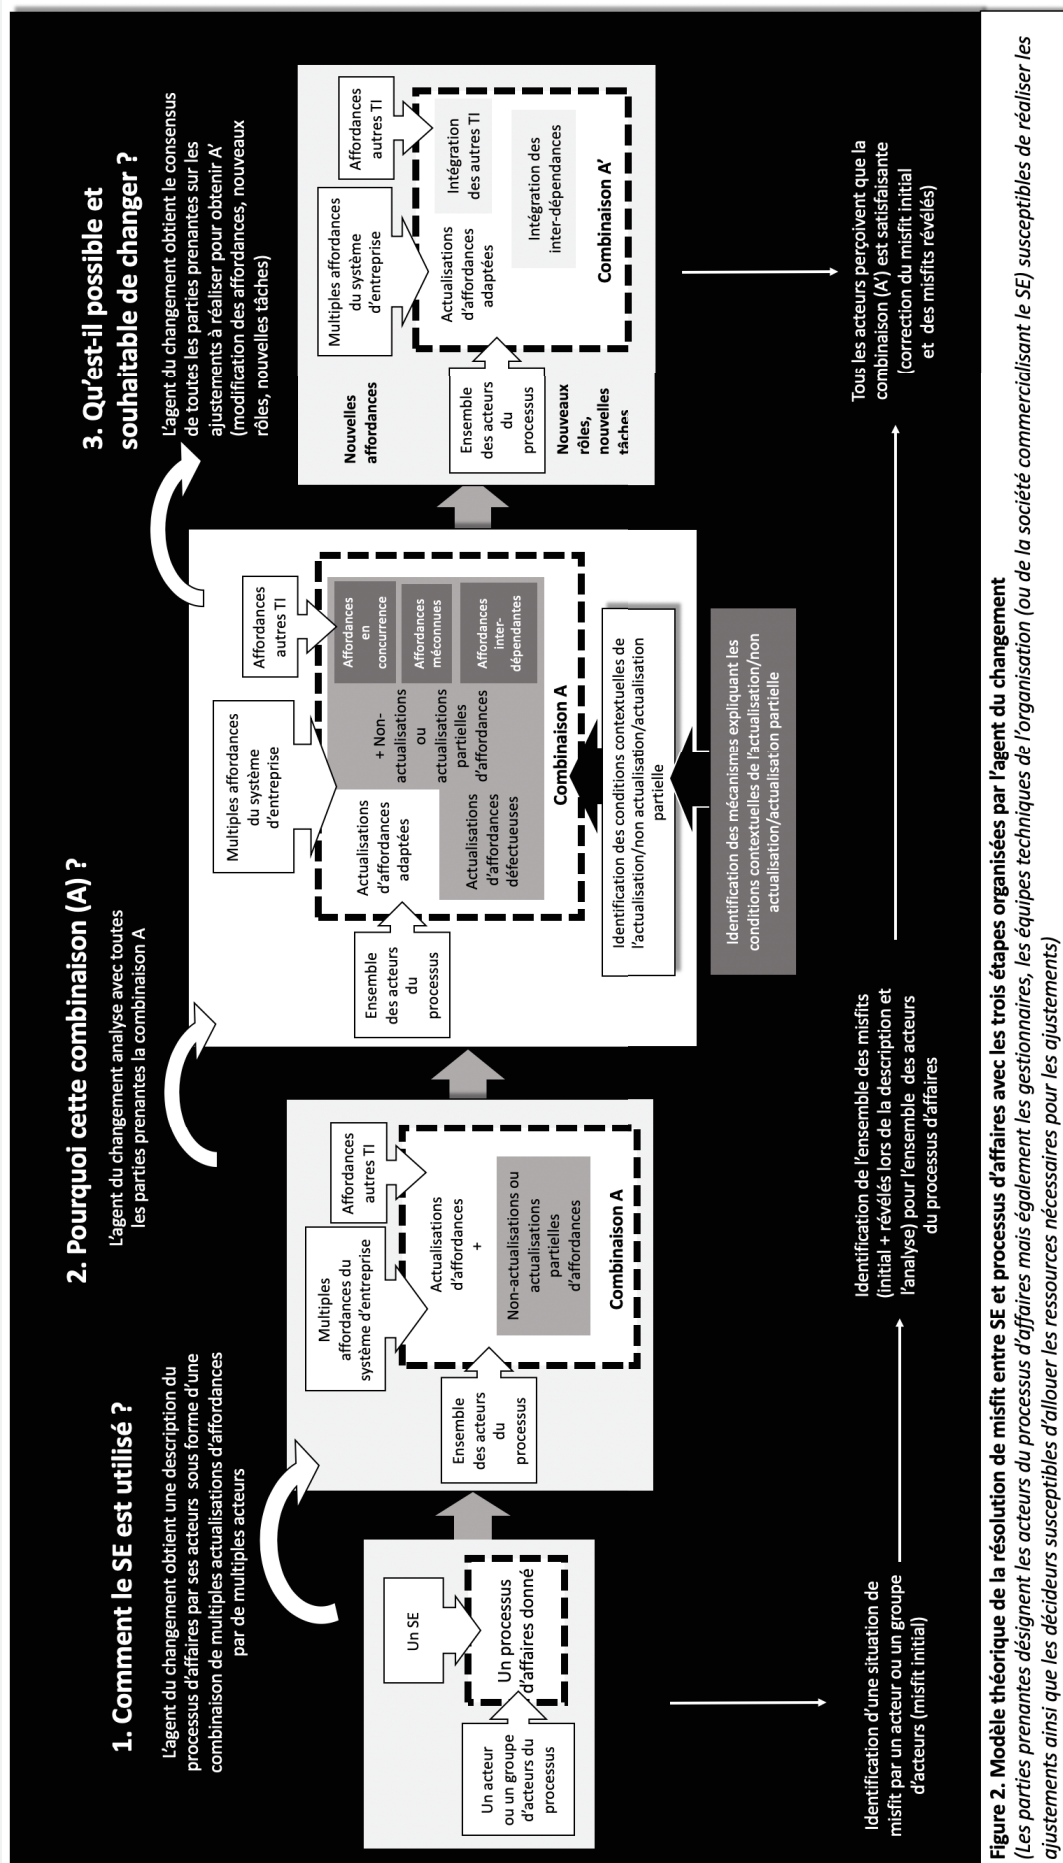 1. Comment le SE est utilisé ?
L'agent du changement obtient une description du
processus d'affaires par ses acteurs sous forme d'une
combinaison de multiples actualisations d'affordances
par de multiples acteurs
2. Pourquoi cette combinaison (A) ?
L'agent du changement analyse avec toutes
les parties prenantes la combinaison A
3. Qu'est-il possible et
souhaitable de changer ?
L'agent du changement obtient le consensus
de toutes les parties prenantes sur les
ajustements à réaliser pour obtenir A'
(modification des affordances, nouveaux
rôles, nouvelles tâches)
Un SE
Un acteur
ou un groupe
d'acteurs du
processus
Un processus
d'affaires donné
Multiples
affordances du
système d'entreprise
Affordances
autres TI
Ensemble
des acteurs
du
processus
Actualisations
d'affordances
+
Non-actualisations ou
actualisations
partielles
d'affordances
Combinaison A
Multiples affordances
du système
d'entreprise
Affordances
autres TI
Ensemble
des acteurs
du
processus
Actualisations
d'affordances
adaptées
Actualisations
d'affordances
défectueuses
+ Non-
actualisations
ou
actualisations
partielles
d'affordances
Affordances
en
concurrence
Affordances
méconnues
Affordances
inter-
dépendantes
Combinaison A
Identification des conditions contextuelles de
l'actualisation/non actualisation/actualisation
partielle
Identification des mécanismes expliquant les
conditions contextuelles de l'actualisation/non
actualisation/actualisation partielle
Nouvelles
affordances
Multiples affordances
du système
d'entreprise
Affordances
autres TI
Ensemble
des acteurs
du
processus
Nouveaux
rôles,
nouvelles
tâches
Actualisations
d'affordances
adaptées
Intégration
des autres TI
Intégration des
inter-dépendances
Combinaison A'
Identification d'une situation de
misfit par un acteur ou un groupe
d'acteurs (misfit initial)
Identification de l'ensemble des misfits
(initial + révélés lors de la description et
l'analyse) pour l'ensemble des acteurs
du processus d'affaires
Tous les acteurs perçoivent que la
combinaison (A') est satisfaisante
(correction du misfit initial
et des misfits révélés)
Figure 2. Modèle théorique de la résolution de misfit entre SE et processus d'affaires avec les trois étapes organisées par l'agent du changement
(Les parties prenantes désignent les acteurs du processus d'affaires mais également les gestionnaires, les équipes techniques de l'organisation (ou de la société commercialisant le SE) susceptibles de réaliser les
ajustements ainsi que les décideurs susceptibles d'allouer les ressources nécessaires pour les ajustements)